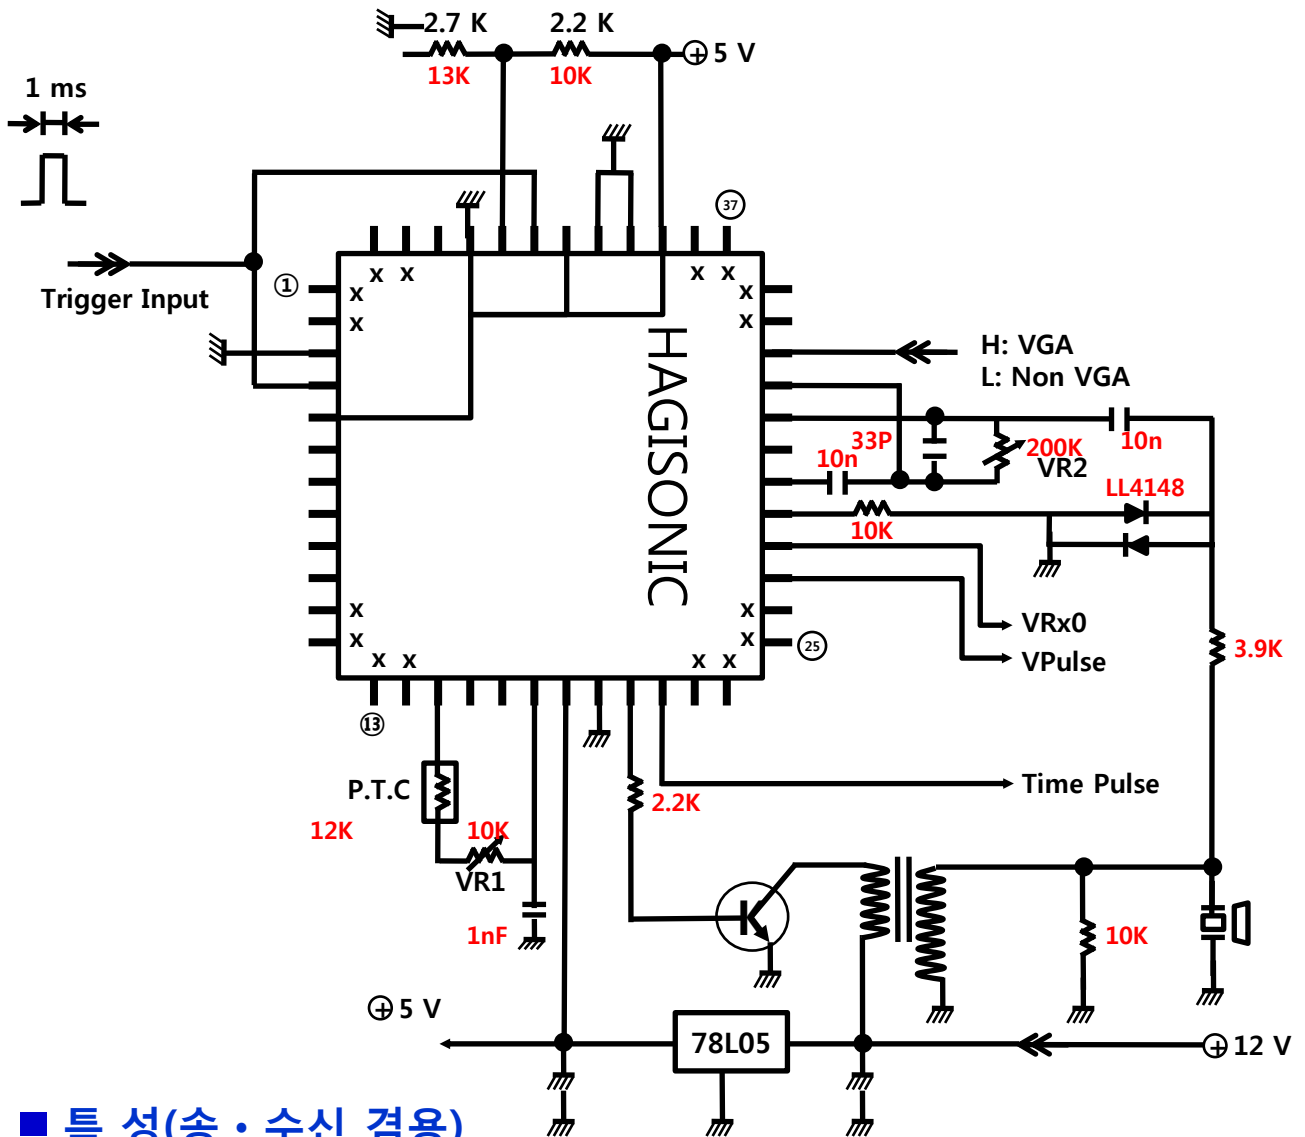 2.7 K
2.2 K
5 V
13K
10K
1 ms
37
x x
x x
1
x
x
x
x
Trigger Input
HAGISONIC
H: VGA
L: Non VGA
33P
10n
200K
VR2
10n
LL4148
10K
VRx0
VPulse
x
x
x
x
25
3.9K
x x
x x
13
P.T.C
12K
10K
VR1
1nF
2.2K
Time Pulse
10K
5 V
78L05
12 V
특 성(송·수신 겸용)